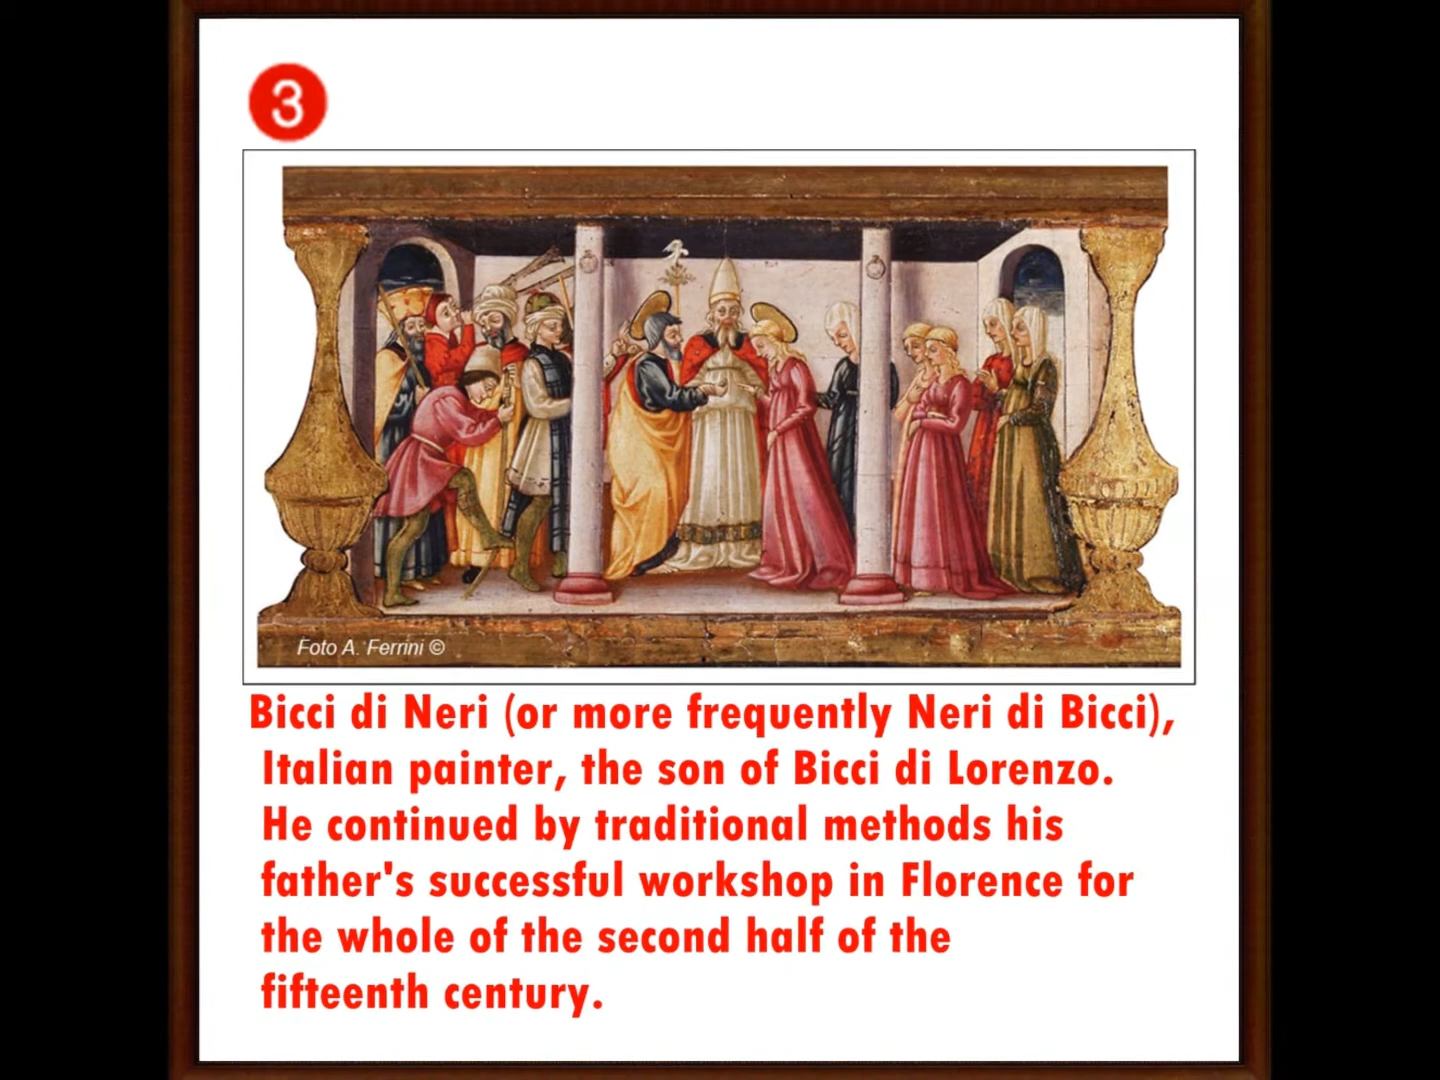 3
Foto A. Ferrini ©
Bicci di Neri (or more frequently Neri di Bicci),
Italian painter, the son of Bicci di Lorenzo.
He continued by traditional methods his
father's successful workshop in Florence for
the whole of the second half of the
fifteenth century.